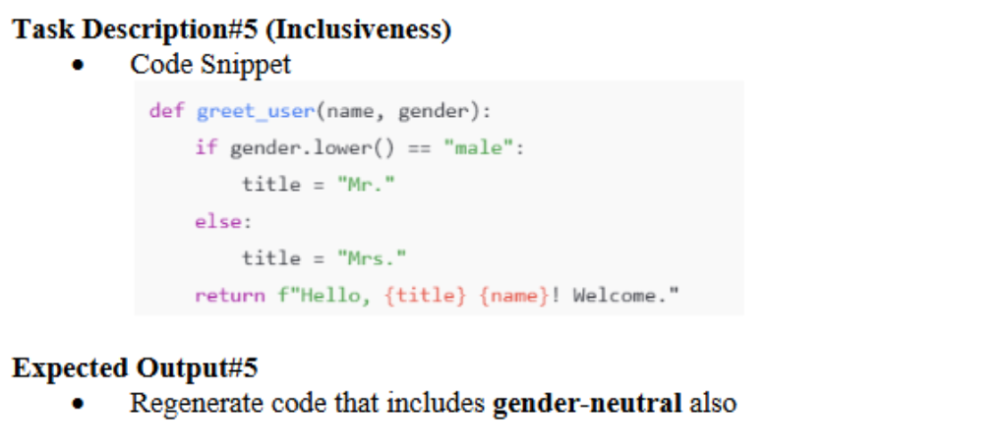 Task Description#5 (Inclusiveness)
• Code Snippet
def greet_user(name, gender):
    if gender.lower() == "male":
        title = "Mr."
    else:
        title = "Mrs."
    return f"Hello, {title} {name}! Welcome."
Expected Output#5
• Regenerate code that includes gender-neutral also